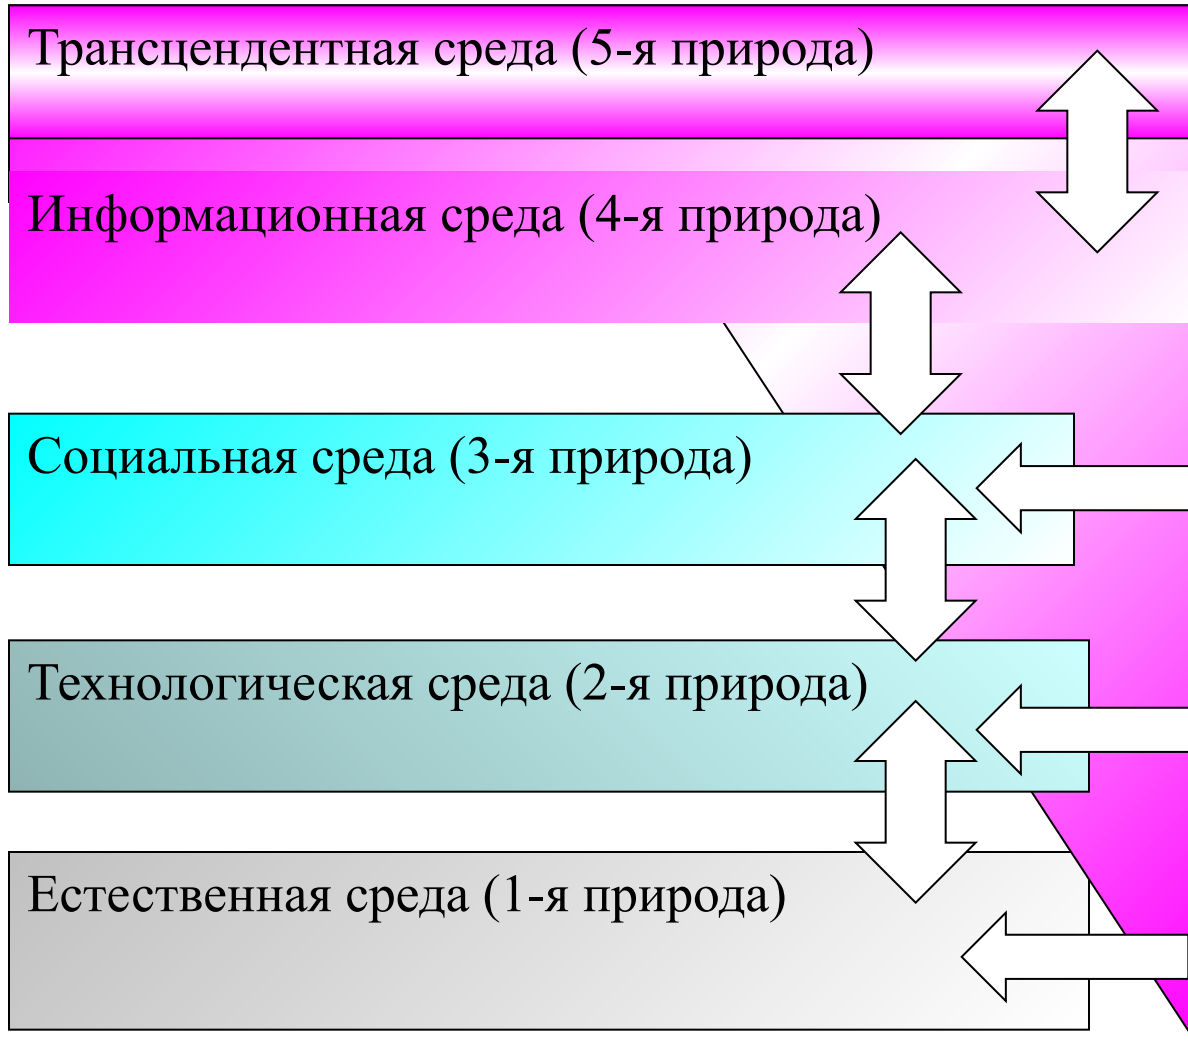 Трансцендентная среда (5-я природа)
Информационная среда (4-я природа)
Социальная среда (3-я природа)
Технологическая среда (2-я природа)
Естественная среда (1-я природа)